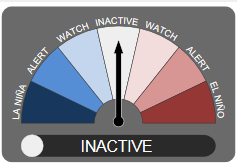 LA NIÑA
ALERT
WATCH
INACTIVE
WATCH
ALERT
EL NIÑO
INACTIVE